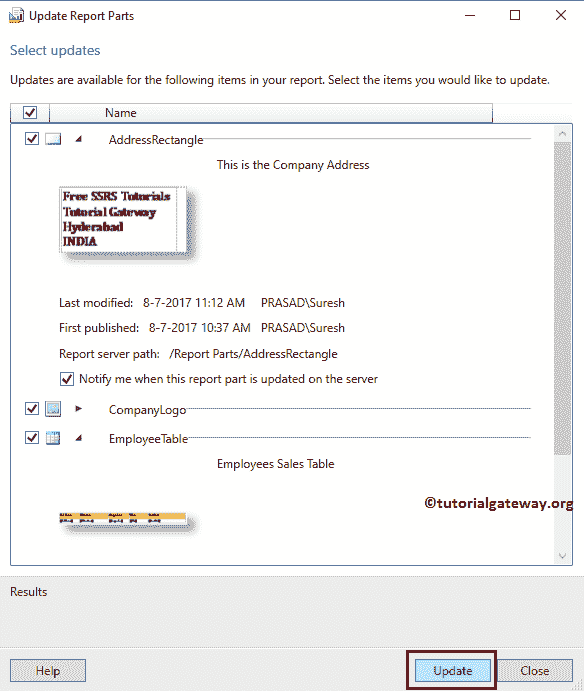 Update Report Parts
Select updates
Updates are available for the following items in your report. Select the items you would like to update.
Name
AddressRectangle
This is the Company Address
Free SSRS Tutorials
Tutorial Gateway
Hyderabad
INDIA
Last modified: 8-7-2017 11:12 AM PRASAD\Suresh
First published: 8-7-2017 10:37 AM PRASAD\Suresh
Report server path: /Report Parts/AddressRectangle
Notify me when this report part is updated on the server
CompanyLogo
EmployeeTable
Employees Sales Table
©tutorialgateway.org
Results
Help Update Close